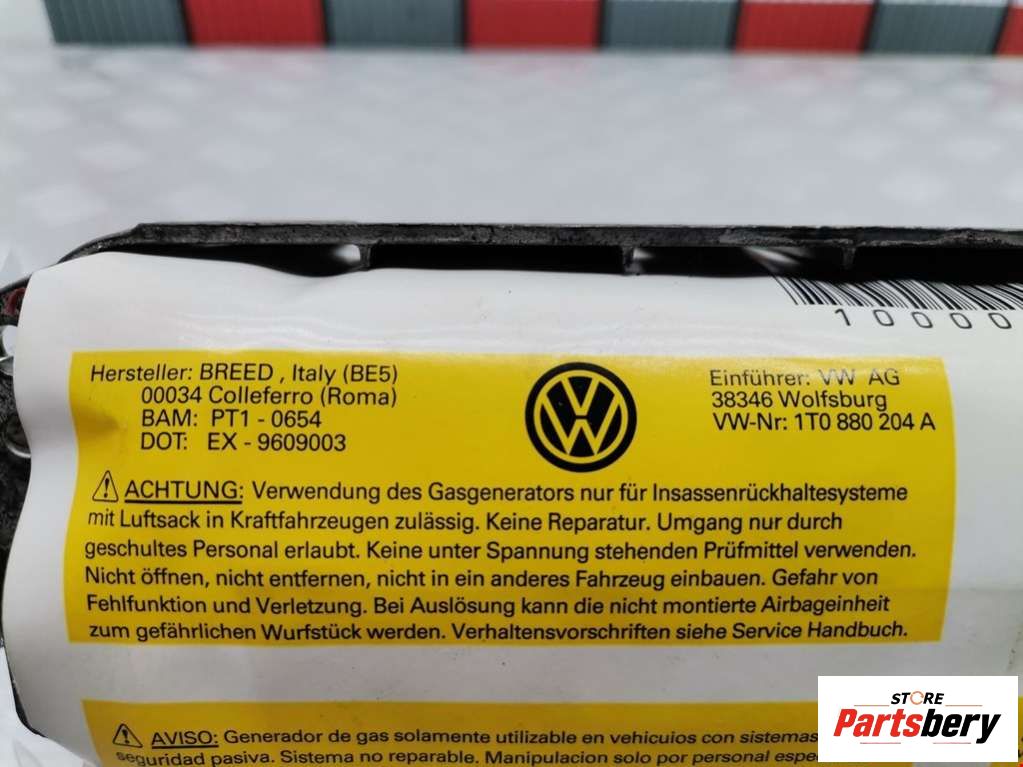 10000
Hersteller: BREED , Italy (BE5)
00034 Colleferro (Roma)
BAM: PT1 - 0654
DOT: EX - 9609003
Einführer: VW AG
38346 Wolfsburg
VW-Nr: 1T0 880 204 A
⚠ ACHTUNG: Verwendung des Gasgenerators nur für Insassenrückhaltesysteme
mit Luftsack in Kraftfahrzeugen zulässig. Keine Reparatur. Umgang nur durch
geschultes Personal erlaubt. Keine unter Spannung stehenden Prüfmittel verwenden.
Nicht öffnen, nicht entfernen, nicht in ein anderes Fahrzeug einbauen. Gefahr von
Fehlfunktion und Verletzung. Bei Auslösung kann die nicht montierte Airbageinheit
zum gefährlichen Wurfstück werden. Verhaltensvorschriften siehe Service Handbuch.
⚠ AVISO: Generador de gas solamente utilizable en vehiculos con sistemas
seguridad pasiva. Sistema no reparable. Manipulacion solo por personal
STORE
Partsbery